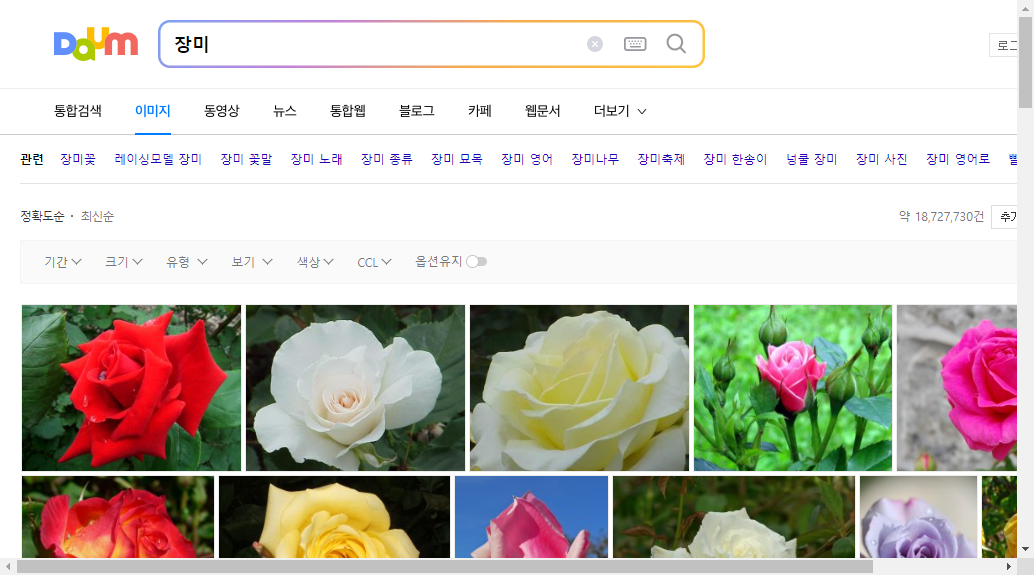 Daum
장미
로그
통합검색 이미지 동영상 뉴스 통합웹 블로그 카페 웹문서 더보기
관련 장미꽃 레이싱모델 장미 장미 꽃말 장미 노래 장미 종류 장미 묘목 장미 영어 장미나무 장미축제 장미 한송이 넝쿨 장미 장미 사진 장미 영어로
정확도순 · 최신순 약 18,727,730건 추가
기간 크기 유형 보기 색상 CCL 옵션유지